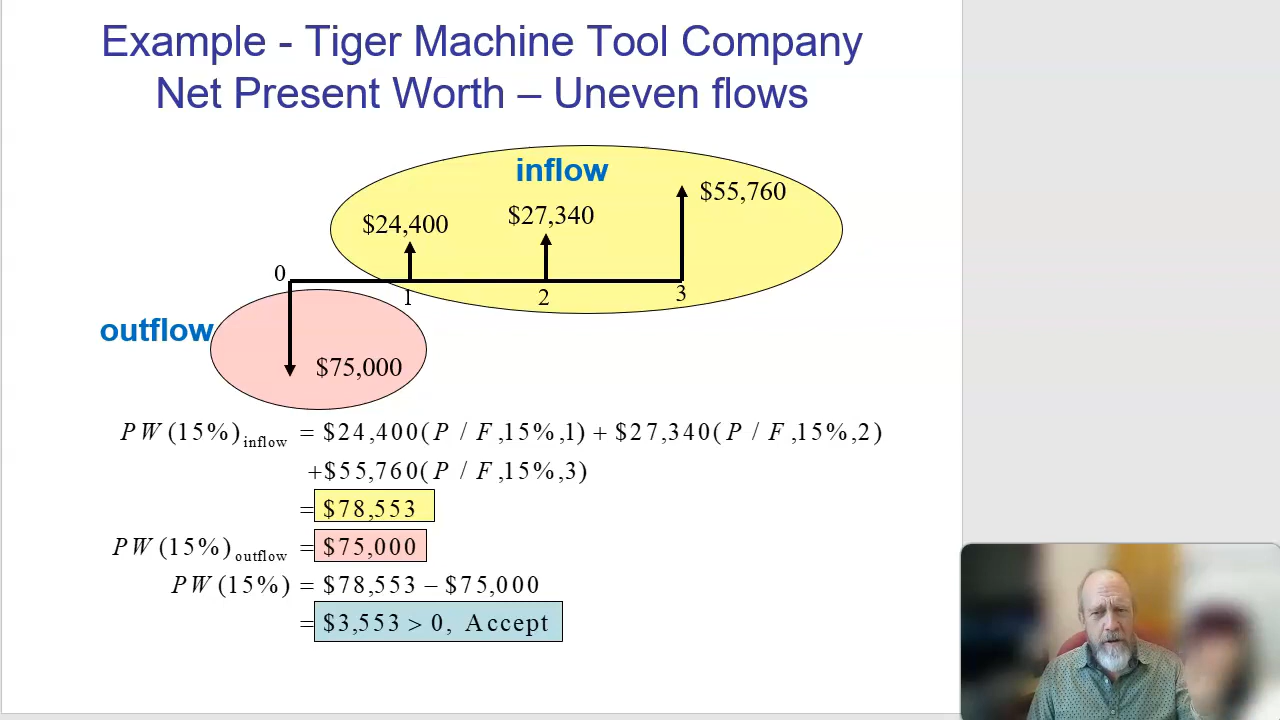 Example - Tiger Machine Tool Company
Net Present Worth – Uneven flows
inflow
$55,760
$24,400
$27,340
0
1
2
3
outflow
$75,000
PW(15%)inflow = $24,400(P / F,15%,1) + $27,340(P / F,15%,2)
+$55,760(P / F,15%,3)
= $78,553
PW(15%)outflow = $75,000
PW(15%) = $78,553 – $75,000
= $3,553 > 0, Accept